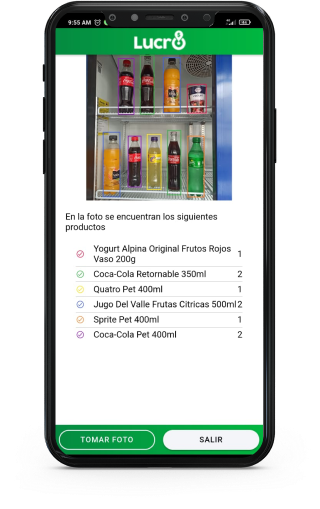 9:55 AM
Lucro
En la foto se encuentran los siguientes
productos
Yogurt Alpina Original Frutos Rojos
Vaso 200g 1
Coca-Cola Retornable 350ml 2
Quatro Pet 400ml 1
Jugo Del Valle Frutas Citricas 500ml 2
Sprite Pet 400ml 1
Coca-Cola Pet 400ml 2
TOMAR FOTO
SALIR